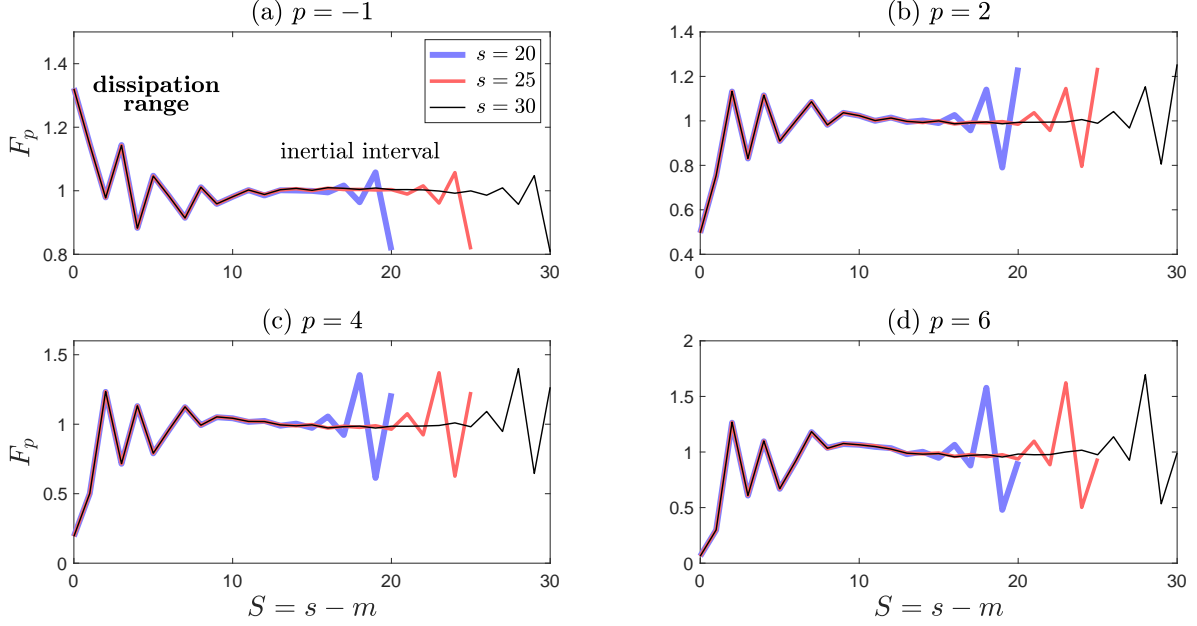 (a) p = −1
F_p
1.4
1.2
1
0.8
0
10
20
30
dissipation
range
inertial interval
s = 20
s = 25
s = 30
(b) p = 2
1.4
1.2
1
0.8
0.6
0.4
0
10
20
30
(c) p = 4
F_p
1.5
1
0.5
0
0
10
20
30
S = s − m
(d) p = 6
2
1.5
1
0.5
0
0
10
20
30
S = s − m